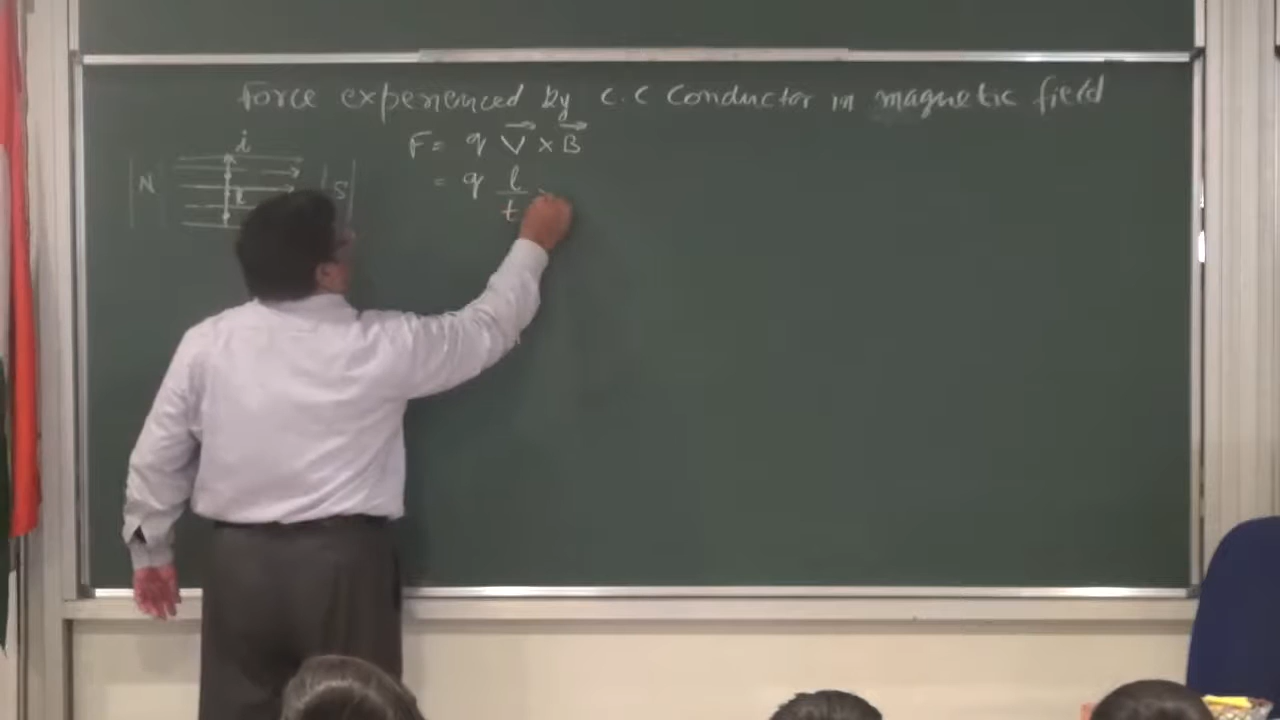 force experienced by c.c conductor in magnetic field
i
F = q V⃗ × B⃗
N
l
S
= q l/t ×